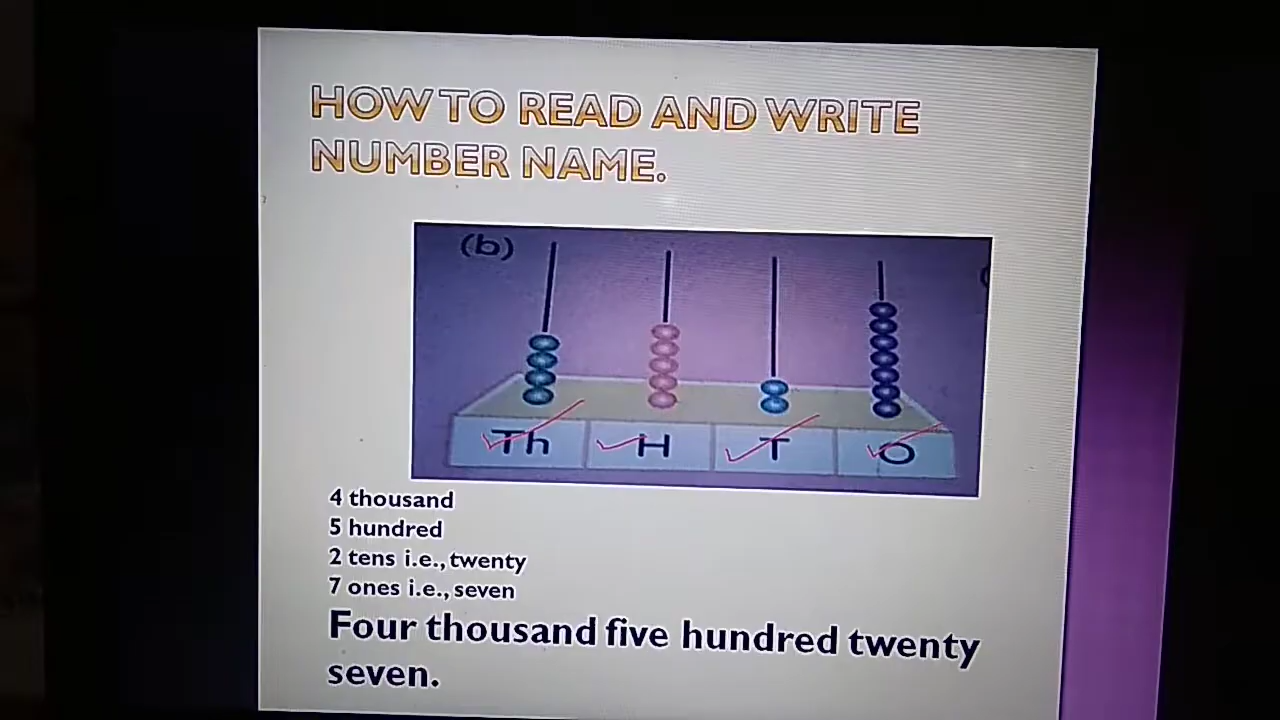 HOW TO READ AND WRITE
NUMBER NAME.
(b)
Th H T O
4 thousand
5 hundred
2 tens i.e., twenty
7 ones i.e., seven
Four thousand five hundred twenty
seven.